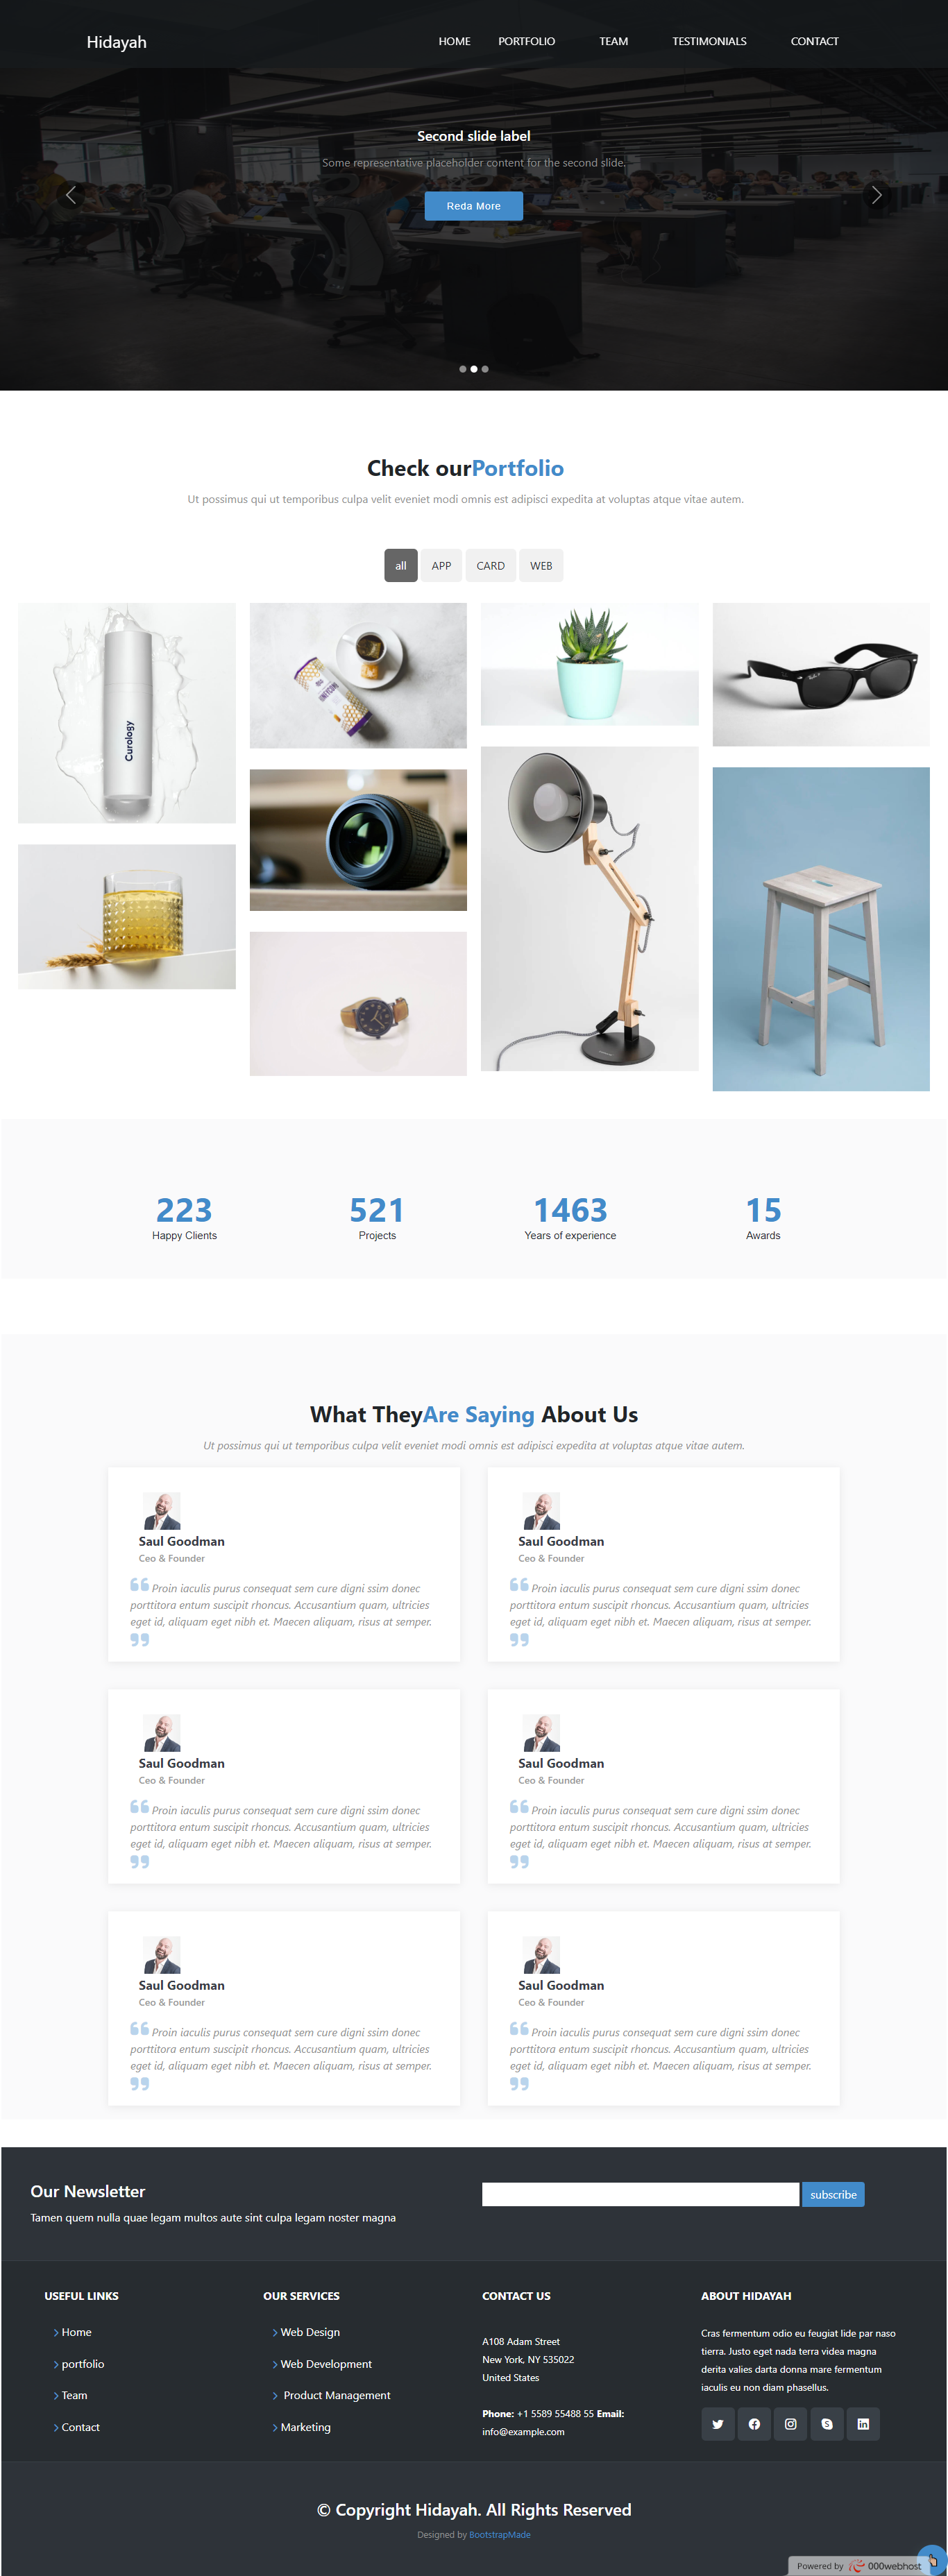 Hidayah
HOME PORTFOLIO TEAM TESTIMONIALS CONTACT
Second slide label
Some representative placeholder content for the second slide.
Reda More
Check ourPortfolio
Ut possimus qui ut temporibus culpa velit eveniet modi omnis est adipisci expedita at voluptas atque vitae autem.
all APP CARD WEB
Curology
223
Happy Clients
521
Projects
1463
Years of experience
15
Awards
What TheyAre Saying About Us
Ut possimus qui ut temporibus culpa velit eveniet modi omnis est adipisci expedita at voluptas atque vitae autem.
Saul Goodman
Ceo & Founder
Proin iaculis purus consequat sem cure digni ssim donec
porttitora entum suscipit rhoncus. Accusantium quam, ultricies
eget id, aliquam eget nibh et. Maecen aliquam, risus at semper.
Saul Goodman
Ceo & Founder
Proin iaculis purus consequat sem cure digni ssim donec
porttitora entum suscipit rhoncus. Accusantium quam, ultricies
eget id, aliquam eget nibh et. Maecen aliquam, risus at semper.
Saul Goodman
Ceo & Founder
Proin iaculis purus consequat sem cure digni ssim donec
porttitora entum suscipit rhoncus. Accusantium quam, ultricies
eget id, aliquam eget nibh et. Maecen aliquam, risus at semper.
Saul Goodman
Ceo & Founder
Proin iaculis purus consequat sem cure digni ssim donec
porttitora entum suscipit rhoncus. Accusantium quam, ultricies
eget id, aliquam eget nibh et. Maecen aliquam, risus at semper.
Saul Goodman
Ceo & Founder
Proin iaculis purus consequat sem cure digni ssim donec
porttitora entum suscipit rhoncus. Accusantium quam, ultricies
eget id, aliquam eget nibh et. Maecen aliquam, risus at semper.
Saul Goodman
Ceo & Founder
Proin iaculis purus consequat sem cure digni ssim donec
porttitora entum suscipit rhoncus. Accusantium quam, ultricies
eget id, aliquam eget nibh et. Maecen aliquam, risus at semper.
Our Newsletter
Tamen quem nulla quae legam multos aute sint culpa legam noster magna
subscribe
USEFUL LINKS
Home
portfolio
Team
Contact
OUR SERVICES
Web Design
Web Development
Product Management
Marketing
CONTACT US
A108 Adam Street
New York, NY 535022
United States
Phone: +1 5589 55488 55 Email:
info@example.com
ABOUT HIDAYAH
Cras fermentum odio eu feugiat lide par naso
tierra. Justo eget nada terra videa magna
derita valies darta donna mare fermentum
iaculis eu non diam phasellus.
© Copyright Hidayah. All Rights Reserved
Designed by BootstrapMade
Powered by 000webhost